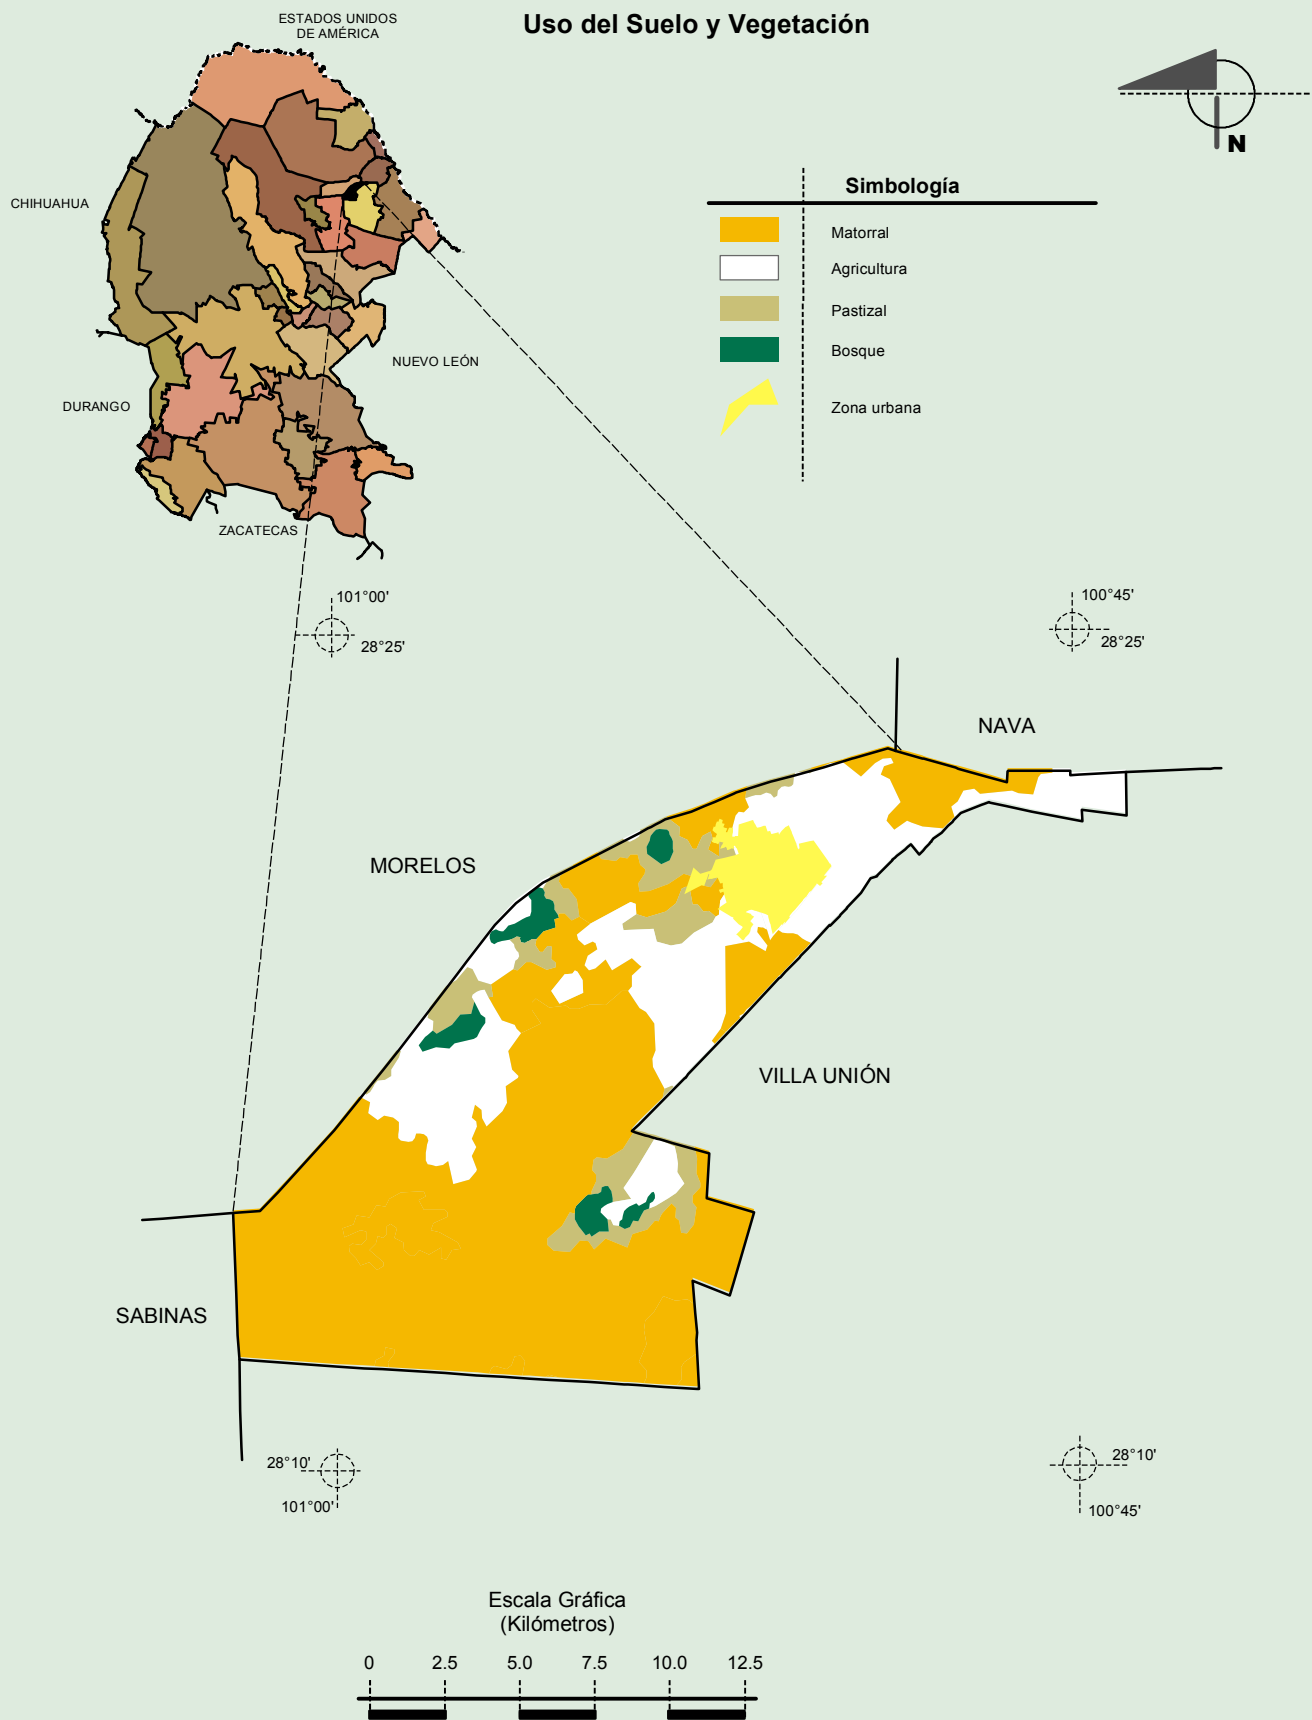 Uso del Suelo y Vegetación
ESTADOS UNIDOS
DE AMÉRICA
N
CHIHUAHUA
NUEVO LEÓN
DURANGO
ZACATECAS
Simbología
Matorral
Agricultura
Pastizal
Bosque
Zona urbana
101°00'
28°25'
100°45'
28°25'
NAVA
MORELOS
VILLA UNIÓN
SABINAS
28°10'
101°00'
28°10'
100°45'
Escala Gráfica
(Kilómetros)
0 2.5 5.0 7.5 10.0 12.5